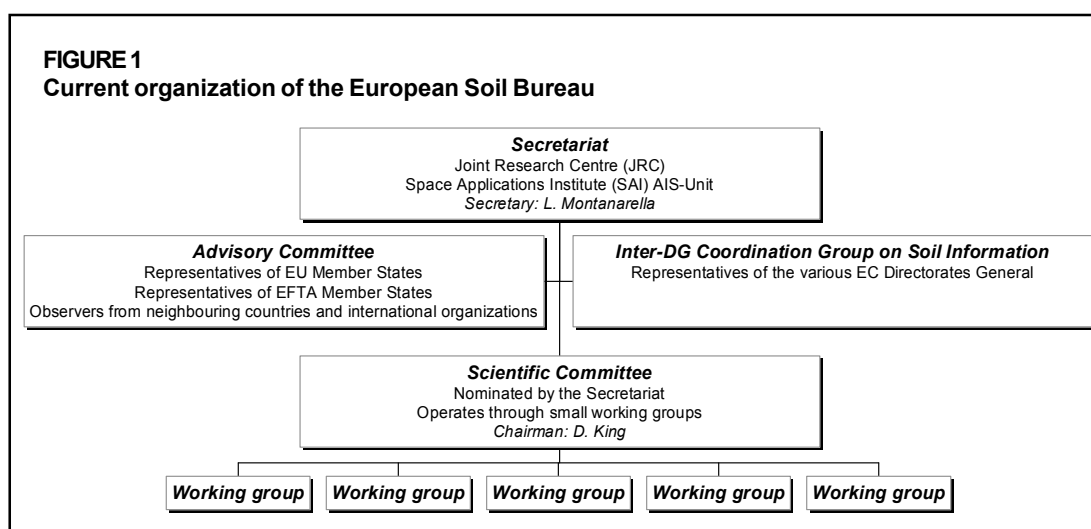 FIGURE 1
Current organization of the European Soil Bureau
Secretariat
Joint Research Centre (JRC)
Space Applications Institute (SAI) AIS-Unit
Secretary: L. Montanarella
Advisory Committee
Representatives of EU Member States
Representatives of EFTA Member States
Observers from neighbouring countries and international organizations
Inter-DG Coordination Group on Soil Information
Representatives of the various EC Directorates General
Scientific Committee
Nominated by the Secretariat
Operates through small working groups
Chairman: D. King
Working group Working group Working group Working group Working group